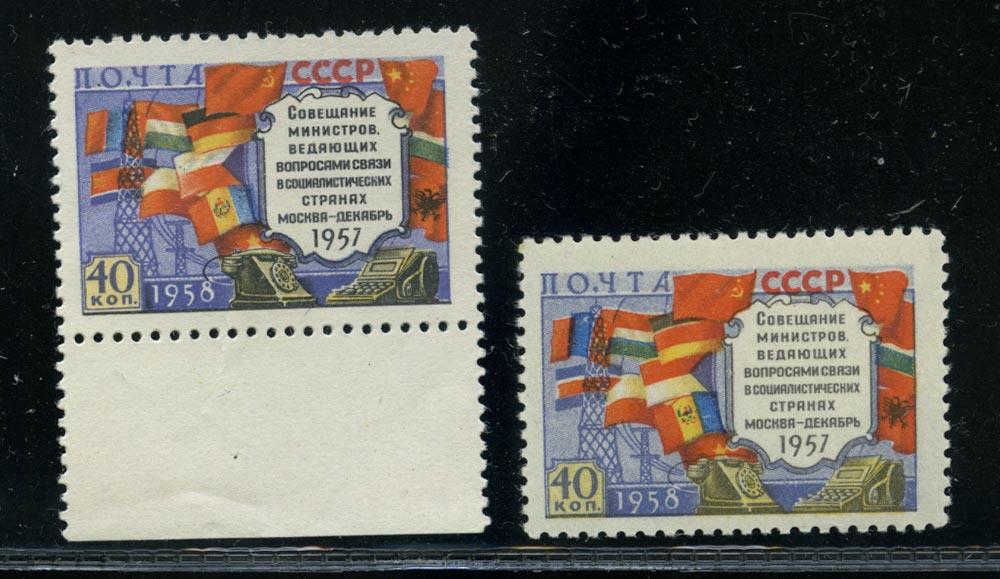 ПОЧТА СССР
Совещание
министров,
ведающих
вопросами связи
в социалистических
странах
Москва–декабрь
1957
40
коп.
1958
ПОЧТА СССР
Совещание
министров,
ведающих
вопросами связи
в социалистических
странах
Москва–декабрь
1957
40
коп.
1958